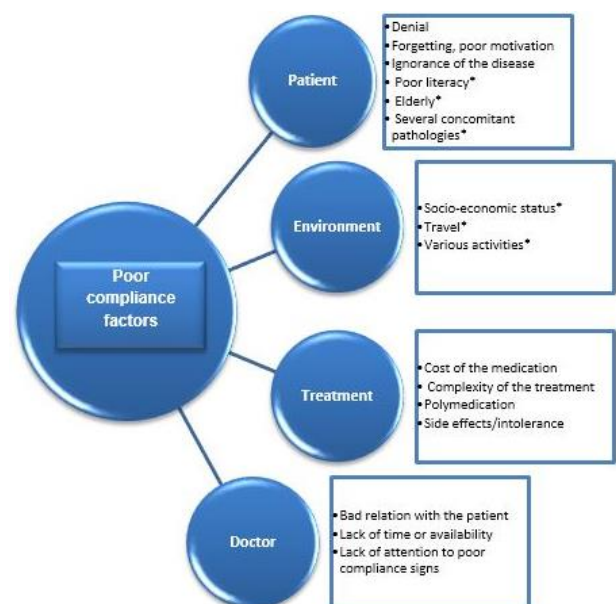 Poor
compliance
factors
Patient
• Denial
• Forgetting, poor motivation
• Ignorance of the disease
• Poor literacy*
• Elderly*
• Several concomitant
pathologies*
Environment
• Socio-economic status*
• Travel*
• Various activities*
Treatment
• Cost of the medication
• Complexity of the treatment
• Polymedication
• Side effects/intolerance
Doctor
• Bad relation with the patient
• Lack of time or availability
• Lack of attention to poor
compliance signs